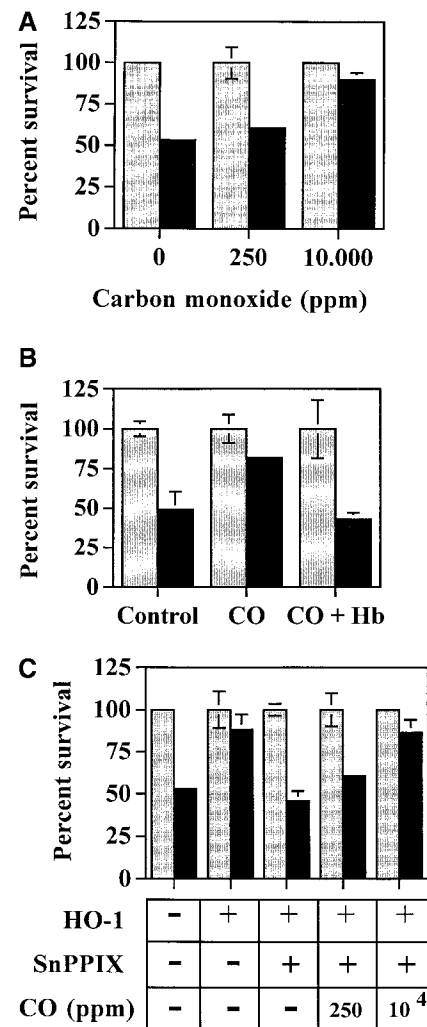 A
Percent survival
125
100
75
50
25
0
0 250 10.000
Carbon monoxide (ppm)
B
Percent survival
125
100
75
50
25
0
Control CO CO + Hb
C
Percent survival
125
100
75
50
25
0
HO-1 - + + + +
SnPPIX - - + + +
CO (ppm) - - - 250 10⁴